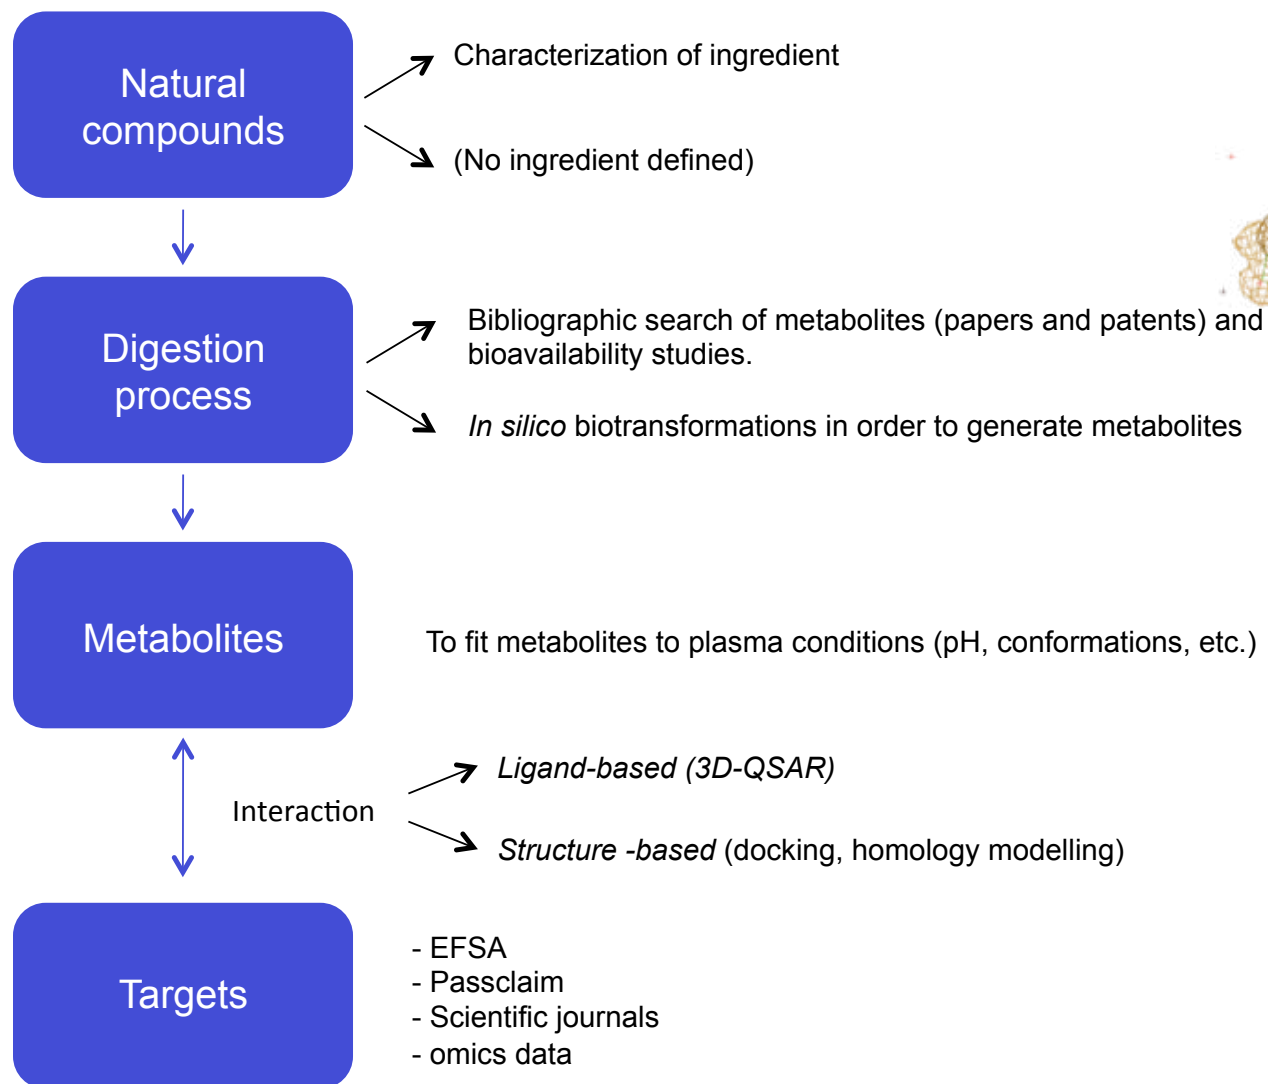 Natural
compounds
Characterization of ingredient
(No ingredient defined)
Digestion
process
Bibliographic search of metabolites (papers and patents) and
bioavailability studies.
In silico biotransformations in order to generate metabolites
Metabolites
To fit metabolites to plasma conditions (pH, conformations, etc.)
Interaction
Ligand-based (3D-QSAR)
Structure -based (docking, homology modelling)
Targets
- EFSA
- Passclaim
- Scientific journals
- omics data